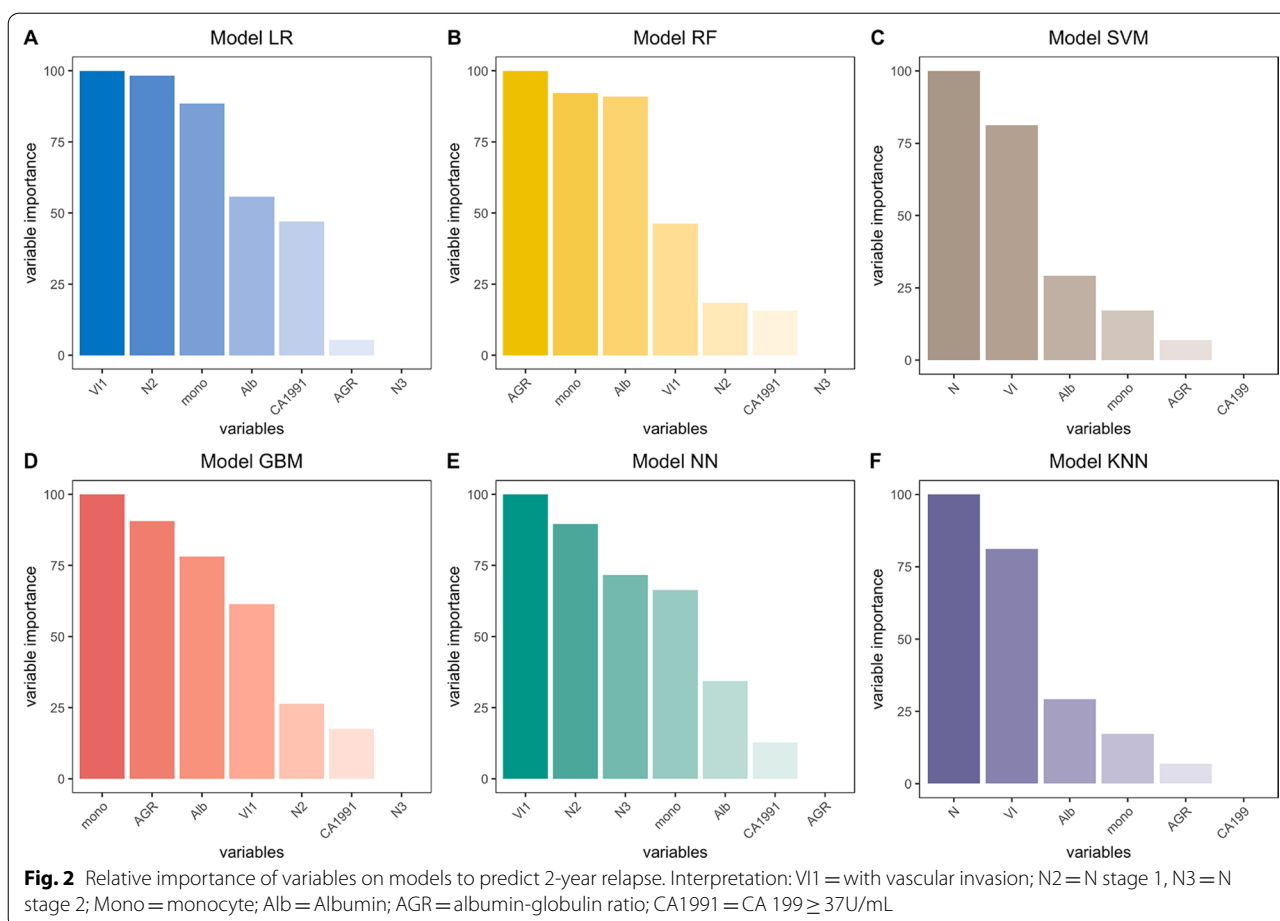 A Model LR
100
75
50
25
0
variable importance
VI1 N2 mono Alb CA1991 AGR N3
variables
B Model RF
100
75
50
25
0
variable importance
AGR mono Alb VI1 N2 CA1991 N3
variables
C Model SVM
100
75
50
25
0
variable importance
N VI Alb mono AGR CA199
variables
D Model GBM
100
75
50
25
0
variable importance
mono AGR Alb VI1 N2 CA1991 N3
variables
E Model NN
100
75
50
25
0
variable importance
VI1 N2 N3 mono Alb CA1991 AGR
variables
F Model KNN
100
75
50
25
0
variable importance
N VI Alb mono AGR CA199
variables
Fig. 2 Relative importance of variables on models to predict 2-year relapse. Interpretation: VI1 = with vascular invasion; N2 = N stage 1, N3 = N
stage 2; Mono = monocyte; Alb = Albumin; AGR = albumin-globulin ratio; CA1991 = CA 199 ≥ 37U/mL